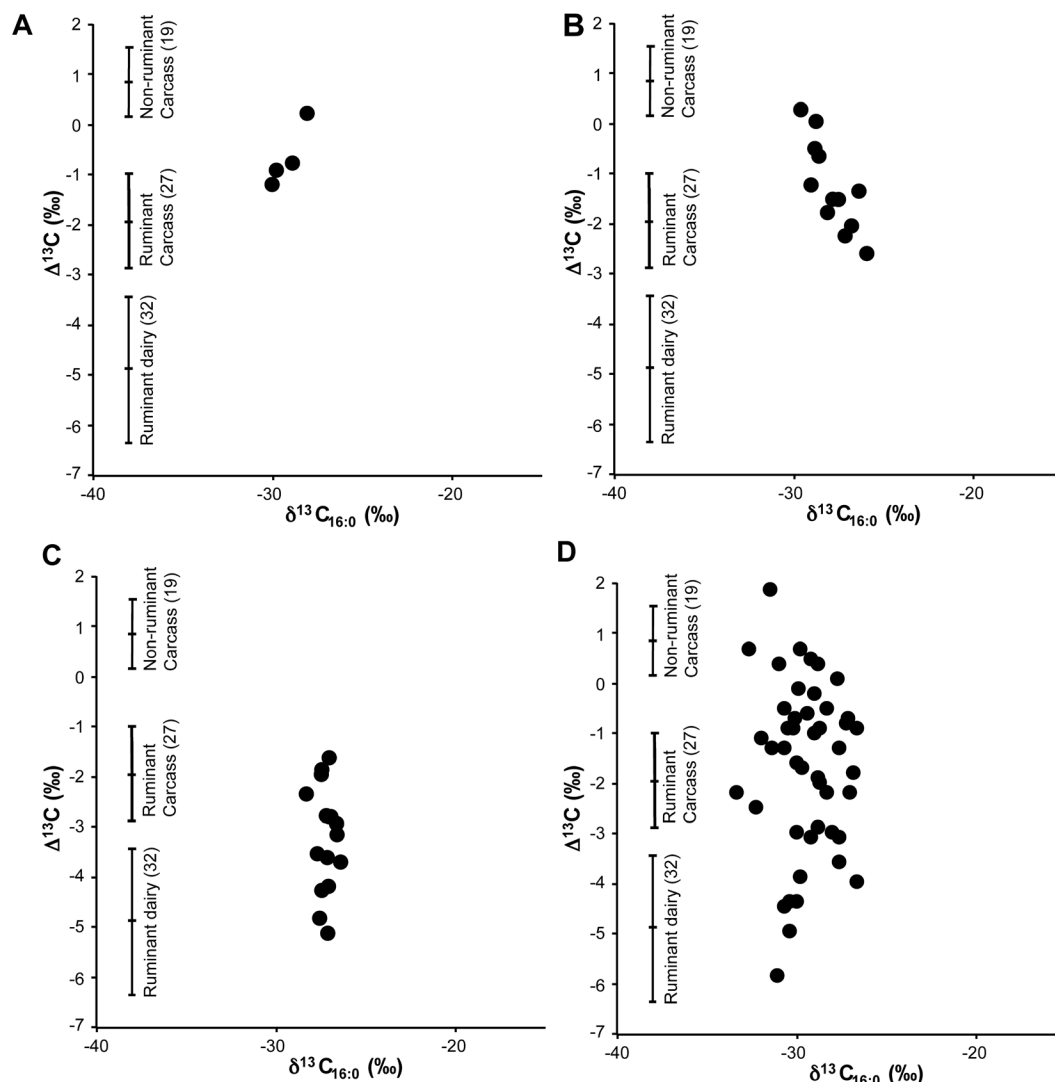 A
2
1
0
-1
-2
-3
-4
-5
-6
-7
Δ¹³C (‰)
Non-ruminant
Carcass (19)
Ruminant
Carcass (27)
Ruminant dairy (32)
-40
-30
-20
δ¹³C₁₆:₀ (‰)
B
2
1
0
-1
-2
-3
-4
-5
-6
-7
Non-ruminant
Carcass (19)
Ruminant
Carcass (27)
Ruminant dairy (32)
-40
-30
-20
δ¹³C₁₆:₀ (‰)
C
2
1
0
-1
-2
-3
-4
-5
-6
-7
Δ¹³C (‰)
Non-ruminant
Carcass (19)
Ruminant
Carcass (27)
Ruminant dairy (32)
-40
-30
-20
δ¹³C₁₆:₀ (‰)
D
2
1
0
-1
-2
-3
-4
-5
-6
-7
Δ¹³C (‰)
Non-ruminant
Carcass (19)
Ruminant
Carcass (27)
Ruminant dairy (32)
-40
-30
-20
δ¹³C₁₆:₀ (‰)